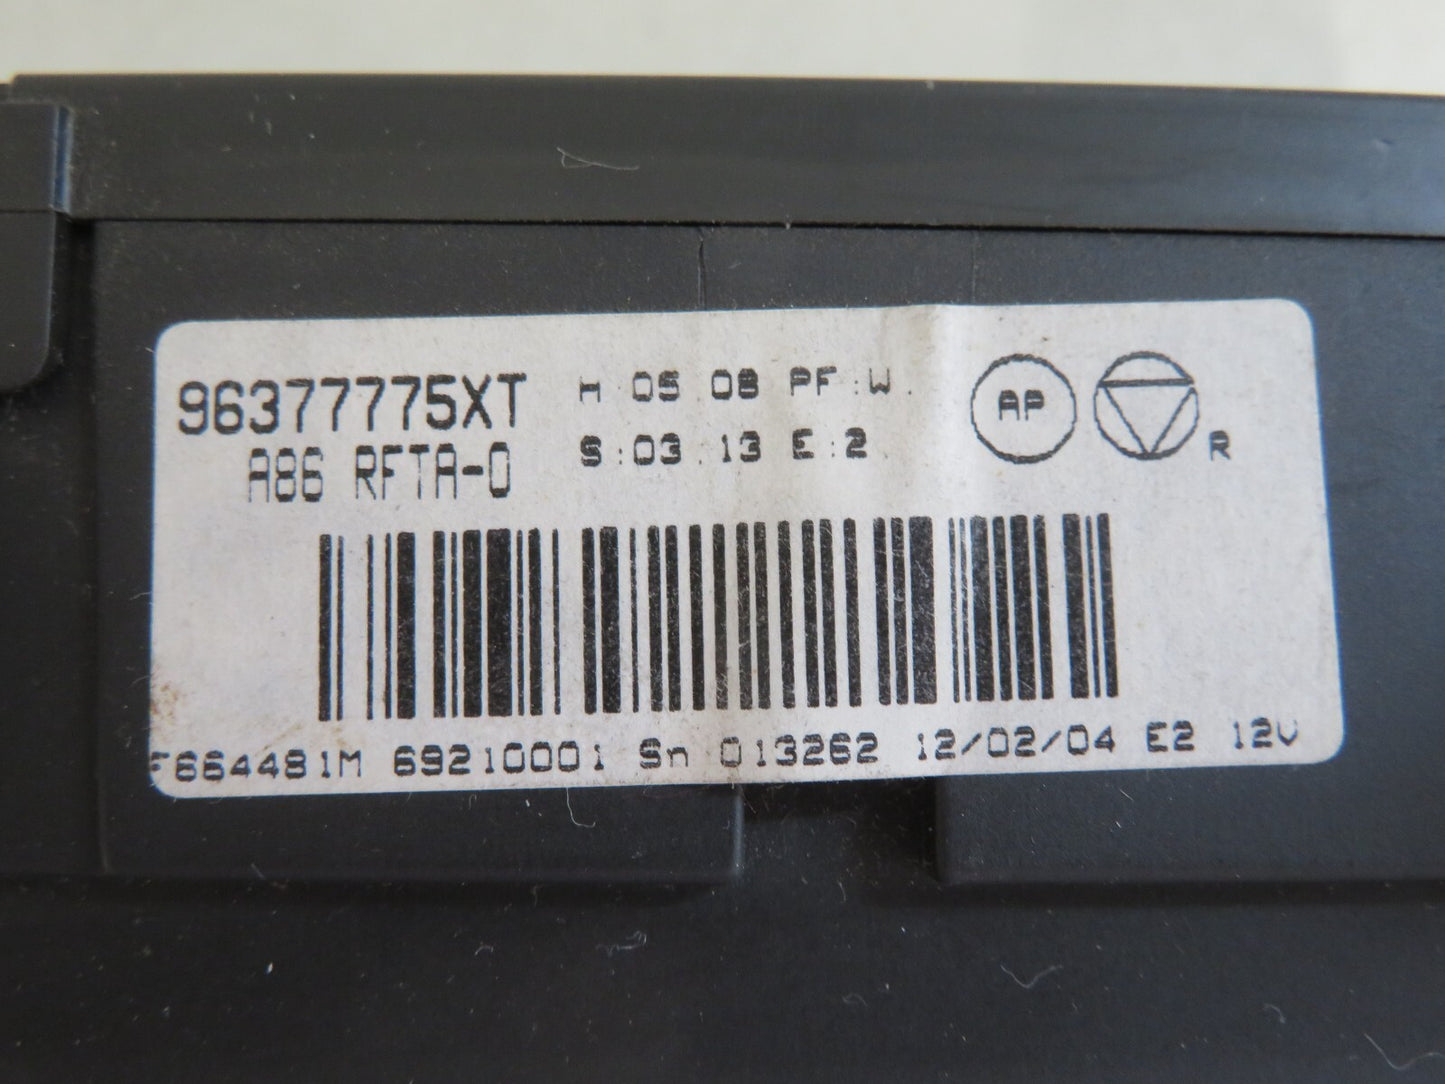 96377775XT H:05.08 PF:W.
A86 RFTA-0 S:03.13 E:2
AP R
F664481M 69210001 Sn 013262 12/02/04 E2 12V